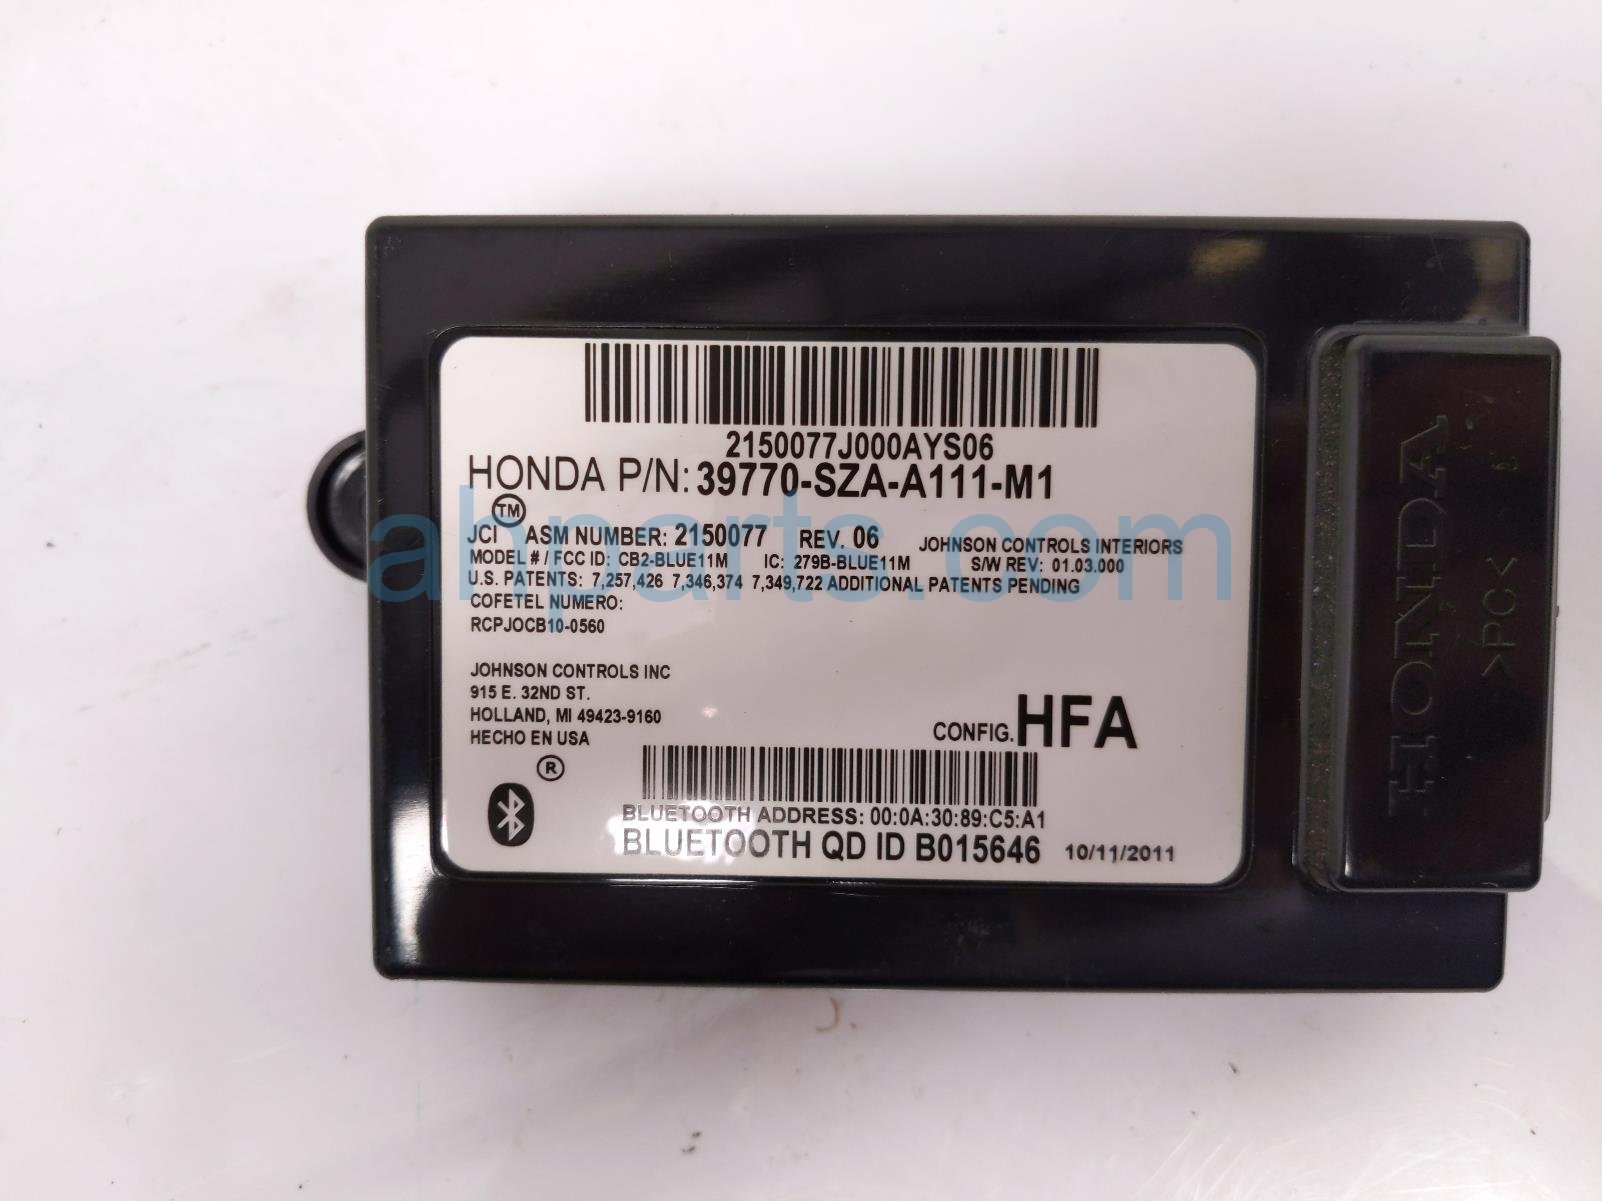 2150077J000AYS06
HONDA P/N: 39770-SZA-A111-M1
TM
JCI ASM NUMBER: 2150077 REV. 06 JOHNSON CONTROLS INTERIORS
MODEL # / FCC ID: CB2-BLUE11M IC: 279B-BLUE11M S/W REV: 01.03.000
U.S. PATENTS: 7,257,426 7,346,374 7,349,722 ADDITIONAL PATENTS PENDING
COFETEL NUMERO:
RCPJOCB10-0560
JOHNSON CONTROLS INC
915 E. 32ND ST.
HOLLAND, MI 49423-9160
HECHO EN USA
CONFIG. HFA
®
BLUETOOTH ADDRESS: 00:0A:30:89:C5:A1
BLUETOOTH QD ID B015646 10/11/2011
HONDA
>PC<
ahparts.com